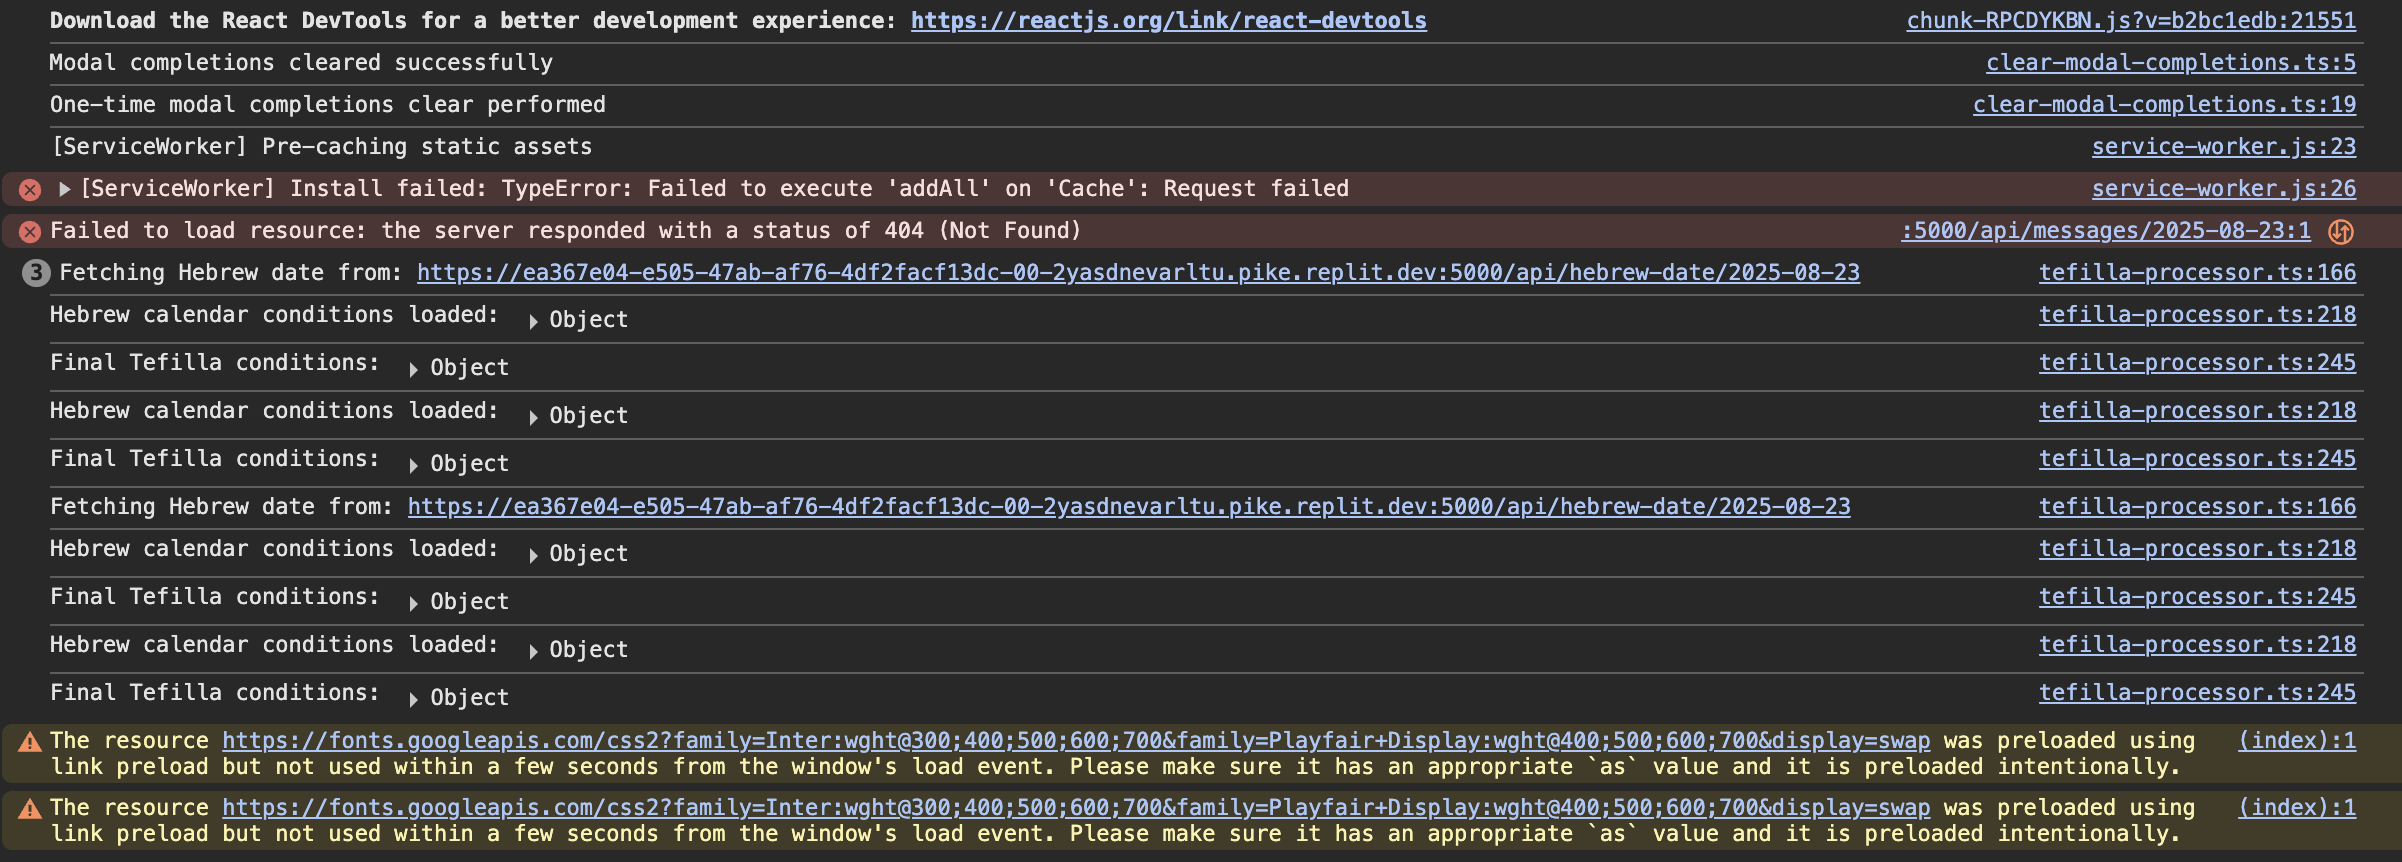 Download the React DevTools for a better development experience: https://reactjs.org/link/react-devtools chunk-RPCDYKBN.js?v=b2bc1edb:21551
Modal completions cleared successfully clear-modal-completions.ts:5
One-time modal completions clear performed clear-modal-completions.ts:19
[ServiceWorker] Pre-caching static assets service-worker.js:23
[ServiceWorker] Install failed: TypeError: Failed to execute 'addAll' on 'Cache': Request failed service-worker.js:26
Failed to load resource: the server responded with a status of 404 (Not Found) :5000/api/messages/2025-08-23:1
3 Fetching Hebrew date from: https://ea367e04-e505-47ab-af76-4df2facf13dc-00-2yasdnevarltu.pike.replit.dev:5000/api/hebrew-date/2025-08-23 tefilla-processor.ts:166
Hebrew calendar conditions loaded: Object tefilla-processor.ts:218
Final Tefilla conditions: Object tefilla-processor.ts:245
Hebrew calendar conditions loaded: Object tefilla-processor.ts:218
Final Tefilla conditions: Object tefilla-processor.ts:245
Fetching Hebrew date from: https://ea367e04-e505-47ab-af76-4df2facf13dc-00-2yasdnevarltu.pike.replit.dev:5000/api/hebrew-date/2025-08-23 tefilla-processor.ts:166
Hebrew calendar conditions loaded: Object tefilla-processor.ts:218
Final Tefilla conditions: Object tefilla-processor.ts:245
Hebrew calendar conditions loaded: Object tefilla-processor.ts:218
Final Tefilla conditions: Object tefilla-processor.ts:245
The resource https://fonts.googleapis.com/css2?family=Inter:wght@300;400;500;600;700&family=Playfair+Display:wght@400;500;600;700&display=swap was preloaded using (index):1
link preload but not used within a few seconds from the window's load event. Please make sure it has an appropriate `as` value and it is preloaded intentionally.
The resource https://fonts.googleapis.com/css2?family=Inter:wght@300;400;500;600;700&family=Playfair+Display:wght@400;500;600;700&display=swap was preloaded using (index):1
link preload but not used within a few seconds from the window's load event. Please make sure it has an appropriate `as` value and it is preloaded intentionally.